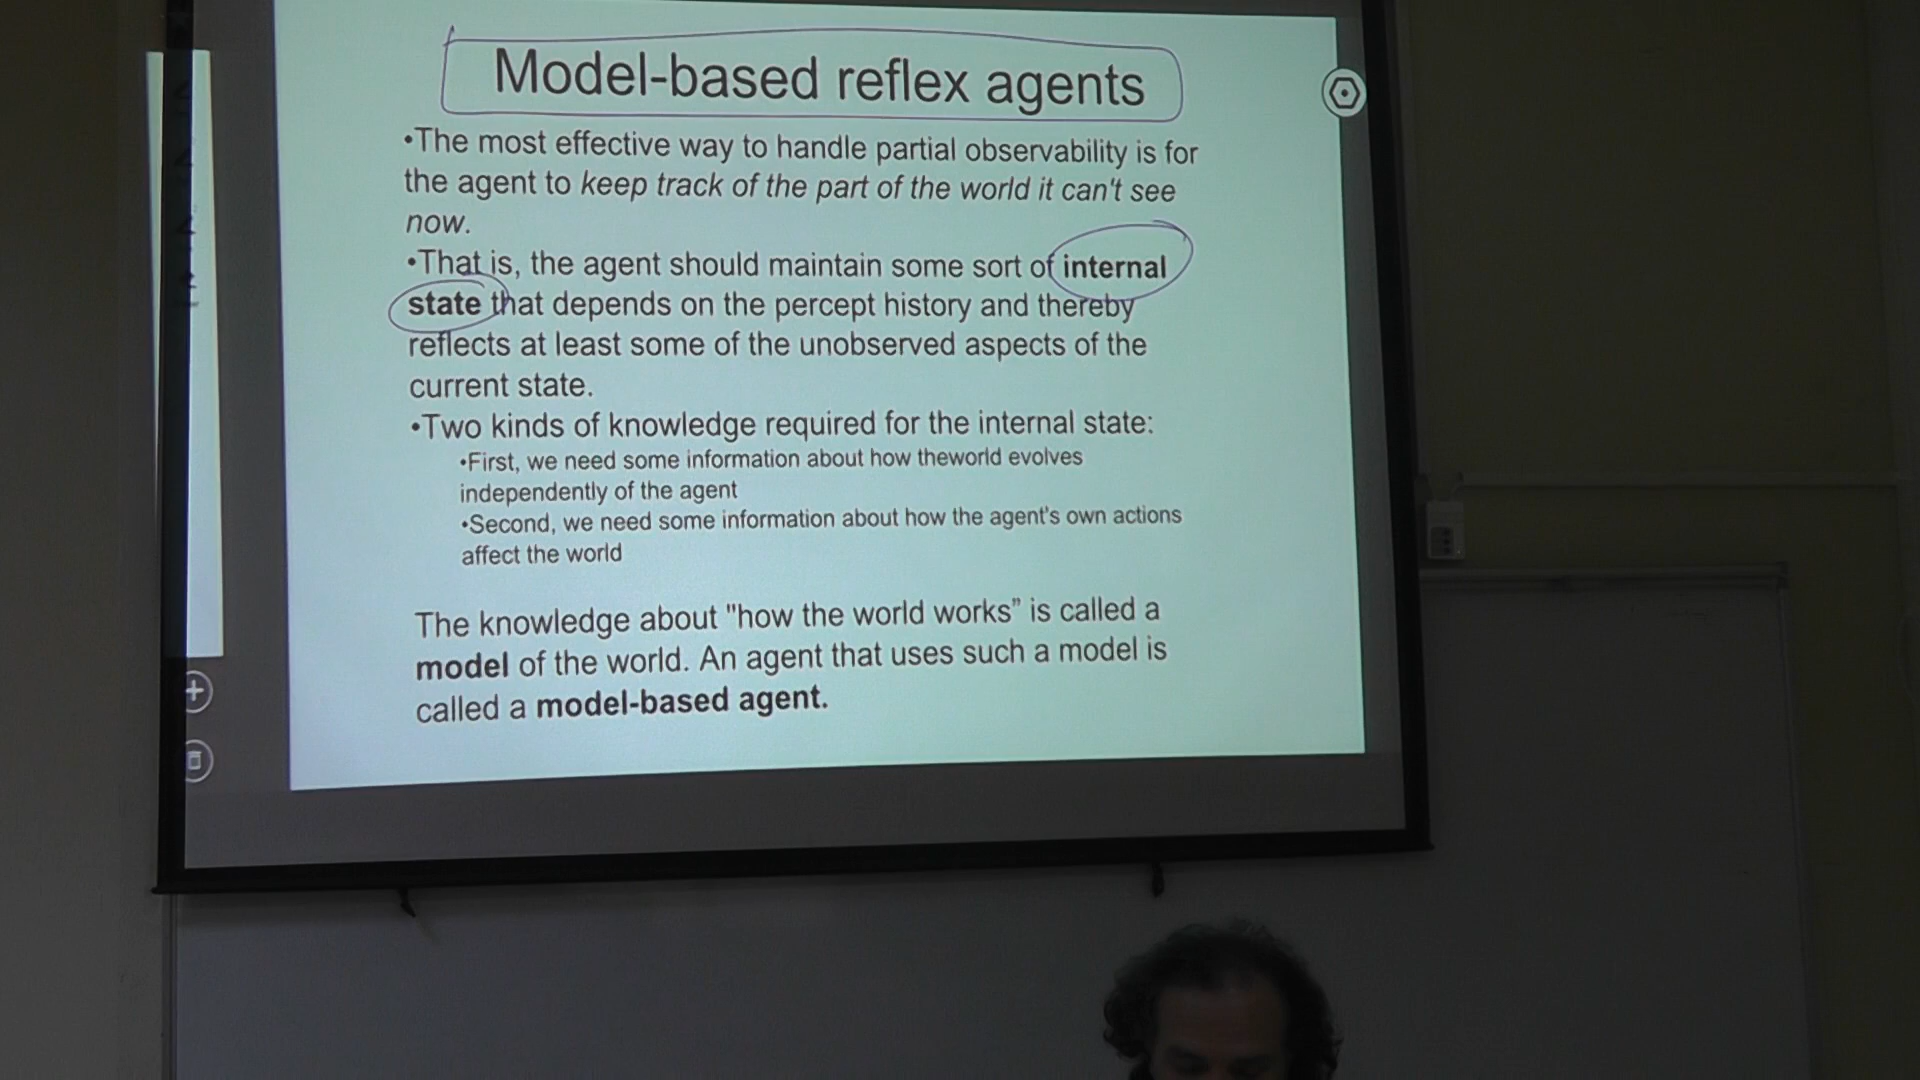 Model-based reflex agents
•The most effective way to handle partial observability is for
the agent to keep track of the part of the world it can't see
now.
•That is, the agent should maintain some sort of internal
state that depends on the percept history and thereby
reflects at least some of the unobserved aspects of the
current state.
•Two kinds of knowledge required for the internal state:
•First, we need some information about how theworld evolves
independently of the agent
•Second, we need some information about how the agent's own actions
affect the world
The knowledge about "how the world works” is called a
model of the world. An agent that uses such a model is
called a model-based agent.